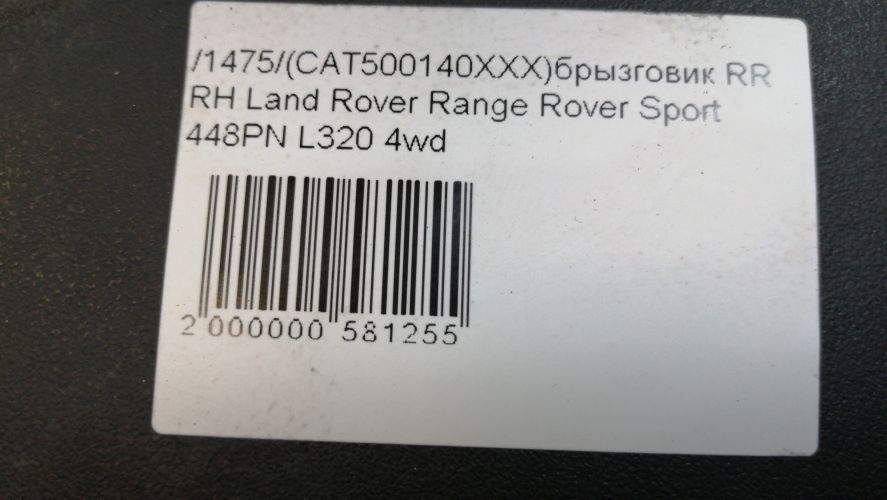 /1475/(CAT500140XXX)брызговик RR
RH Land Rover Range Rover Sport
448PN L320 4wd
2 000000 581255